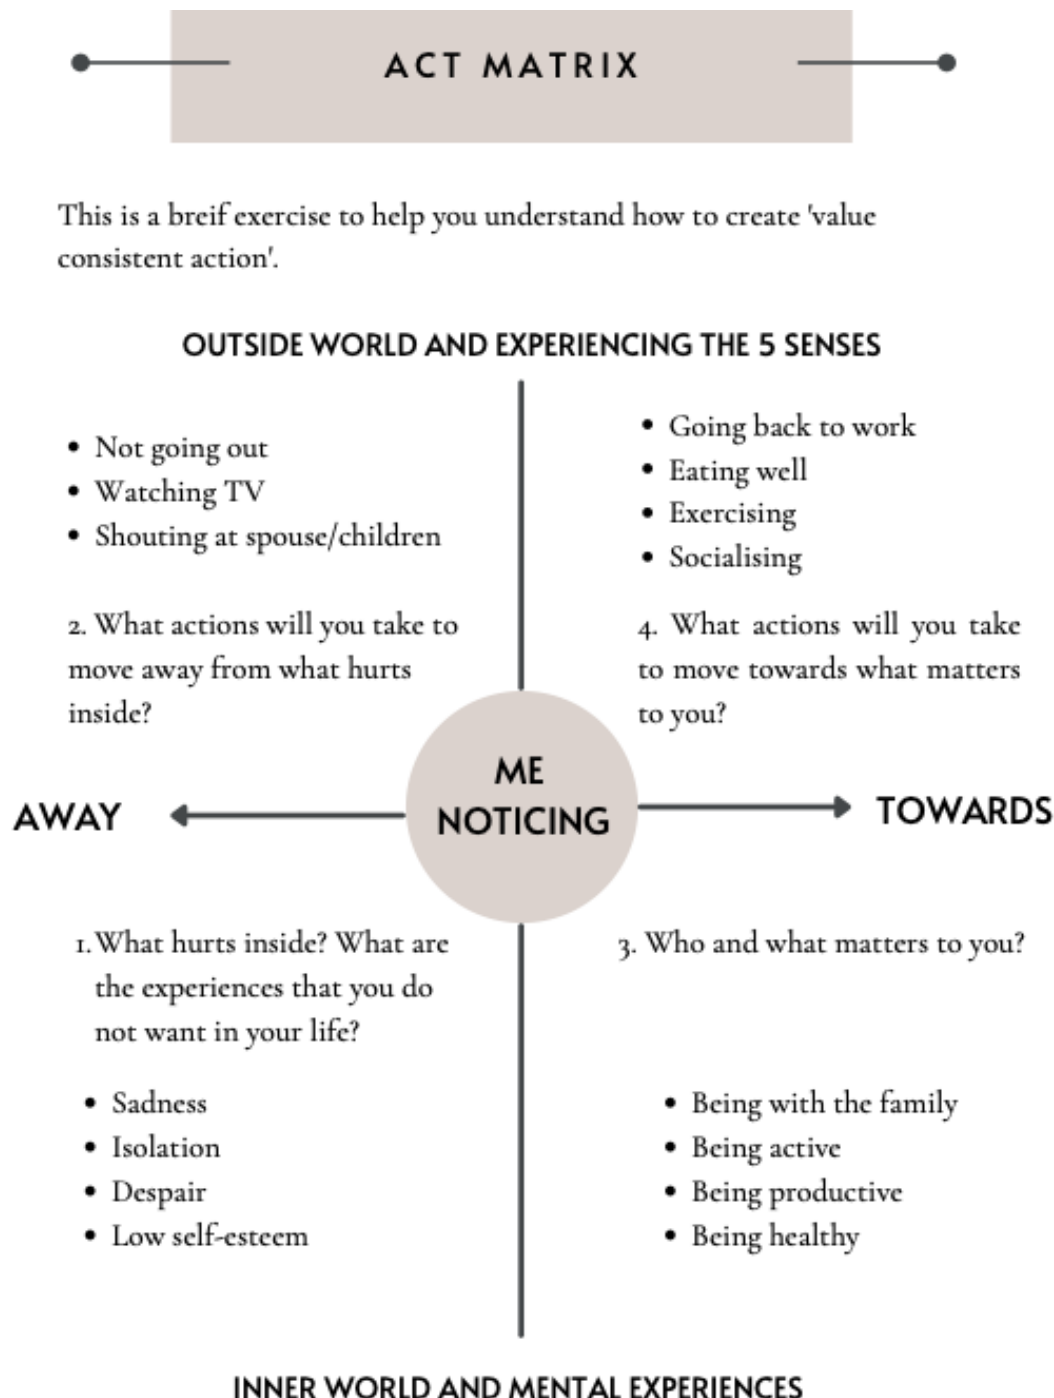 ACT MATRIX
This is a breif exercise to help you understand how to create 'value
consistent action'.
OUTSIDE WORLD AND EXPERIENCING THE 5 SENSES
• Not going out
• Watching TV
• Shouting at spouse/children
2. What actions will you take to
move away from what hurts
inside?
• Going back to work
• Eating well
• Exercising
• Socialising
4. What actions will you take
to move towards what matters
to you?
AWAY
ME
NOTICING
TOWARDS
1. What hurts inside? What are
the experiences that you do
not want in your life?
• Sadness
• Isolation
• Despair
• Low self-esteem
3. Who and what matters to you?
• Being with the family
• Being active
• Being productive
• Being healthy
INNER WORLD AND MENTAL EXPERIENCES